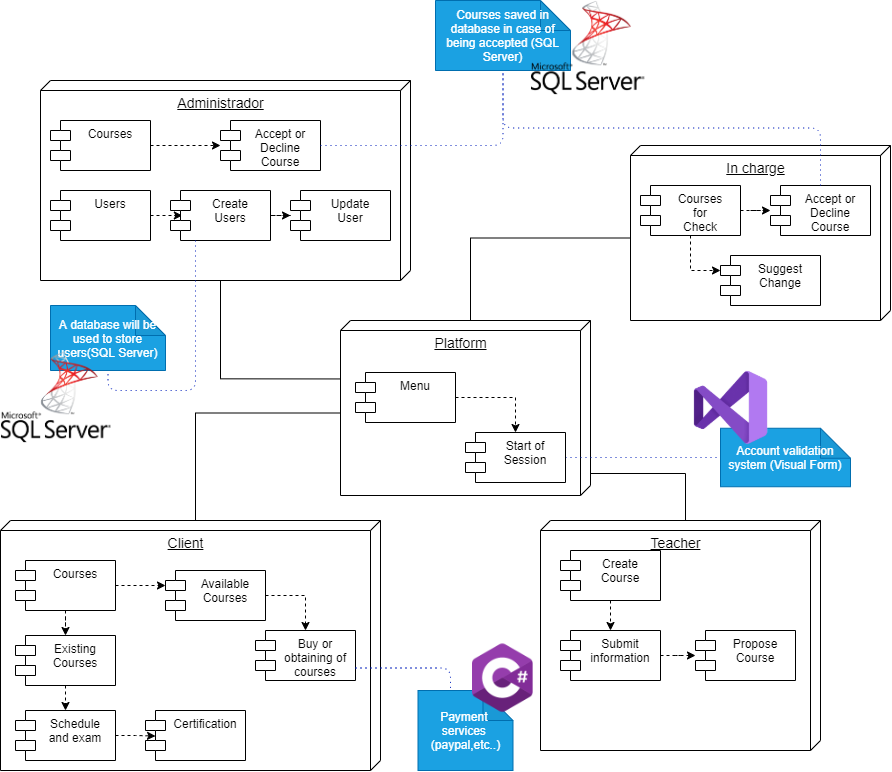 Courses saved in
database in case of
being accepted (SQL
Server)
Microsoft®
SQL Server
Administrador
Courses
Accept or
Decline
Course
Users
Create
Users
Update
User
In charge
Courses
for
Check
Accept or
Decline
Course
Suggest
Change
A database will be
used to store
users(SQL Server)
Microsoft®
SQL Server
Platform
Menu
Start of
Session
Account validation
system (Visual Form)
Client
Courses
Available
Courses
Existing
Courses
Buy or
obtaining of
courses
Schedule
and exam
Certification
C#
Payment
services
(paypal,etc..)
Teacher
Create
Course
Submit
information
Propose
Course